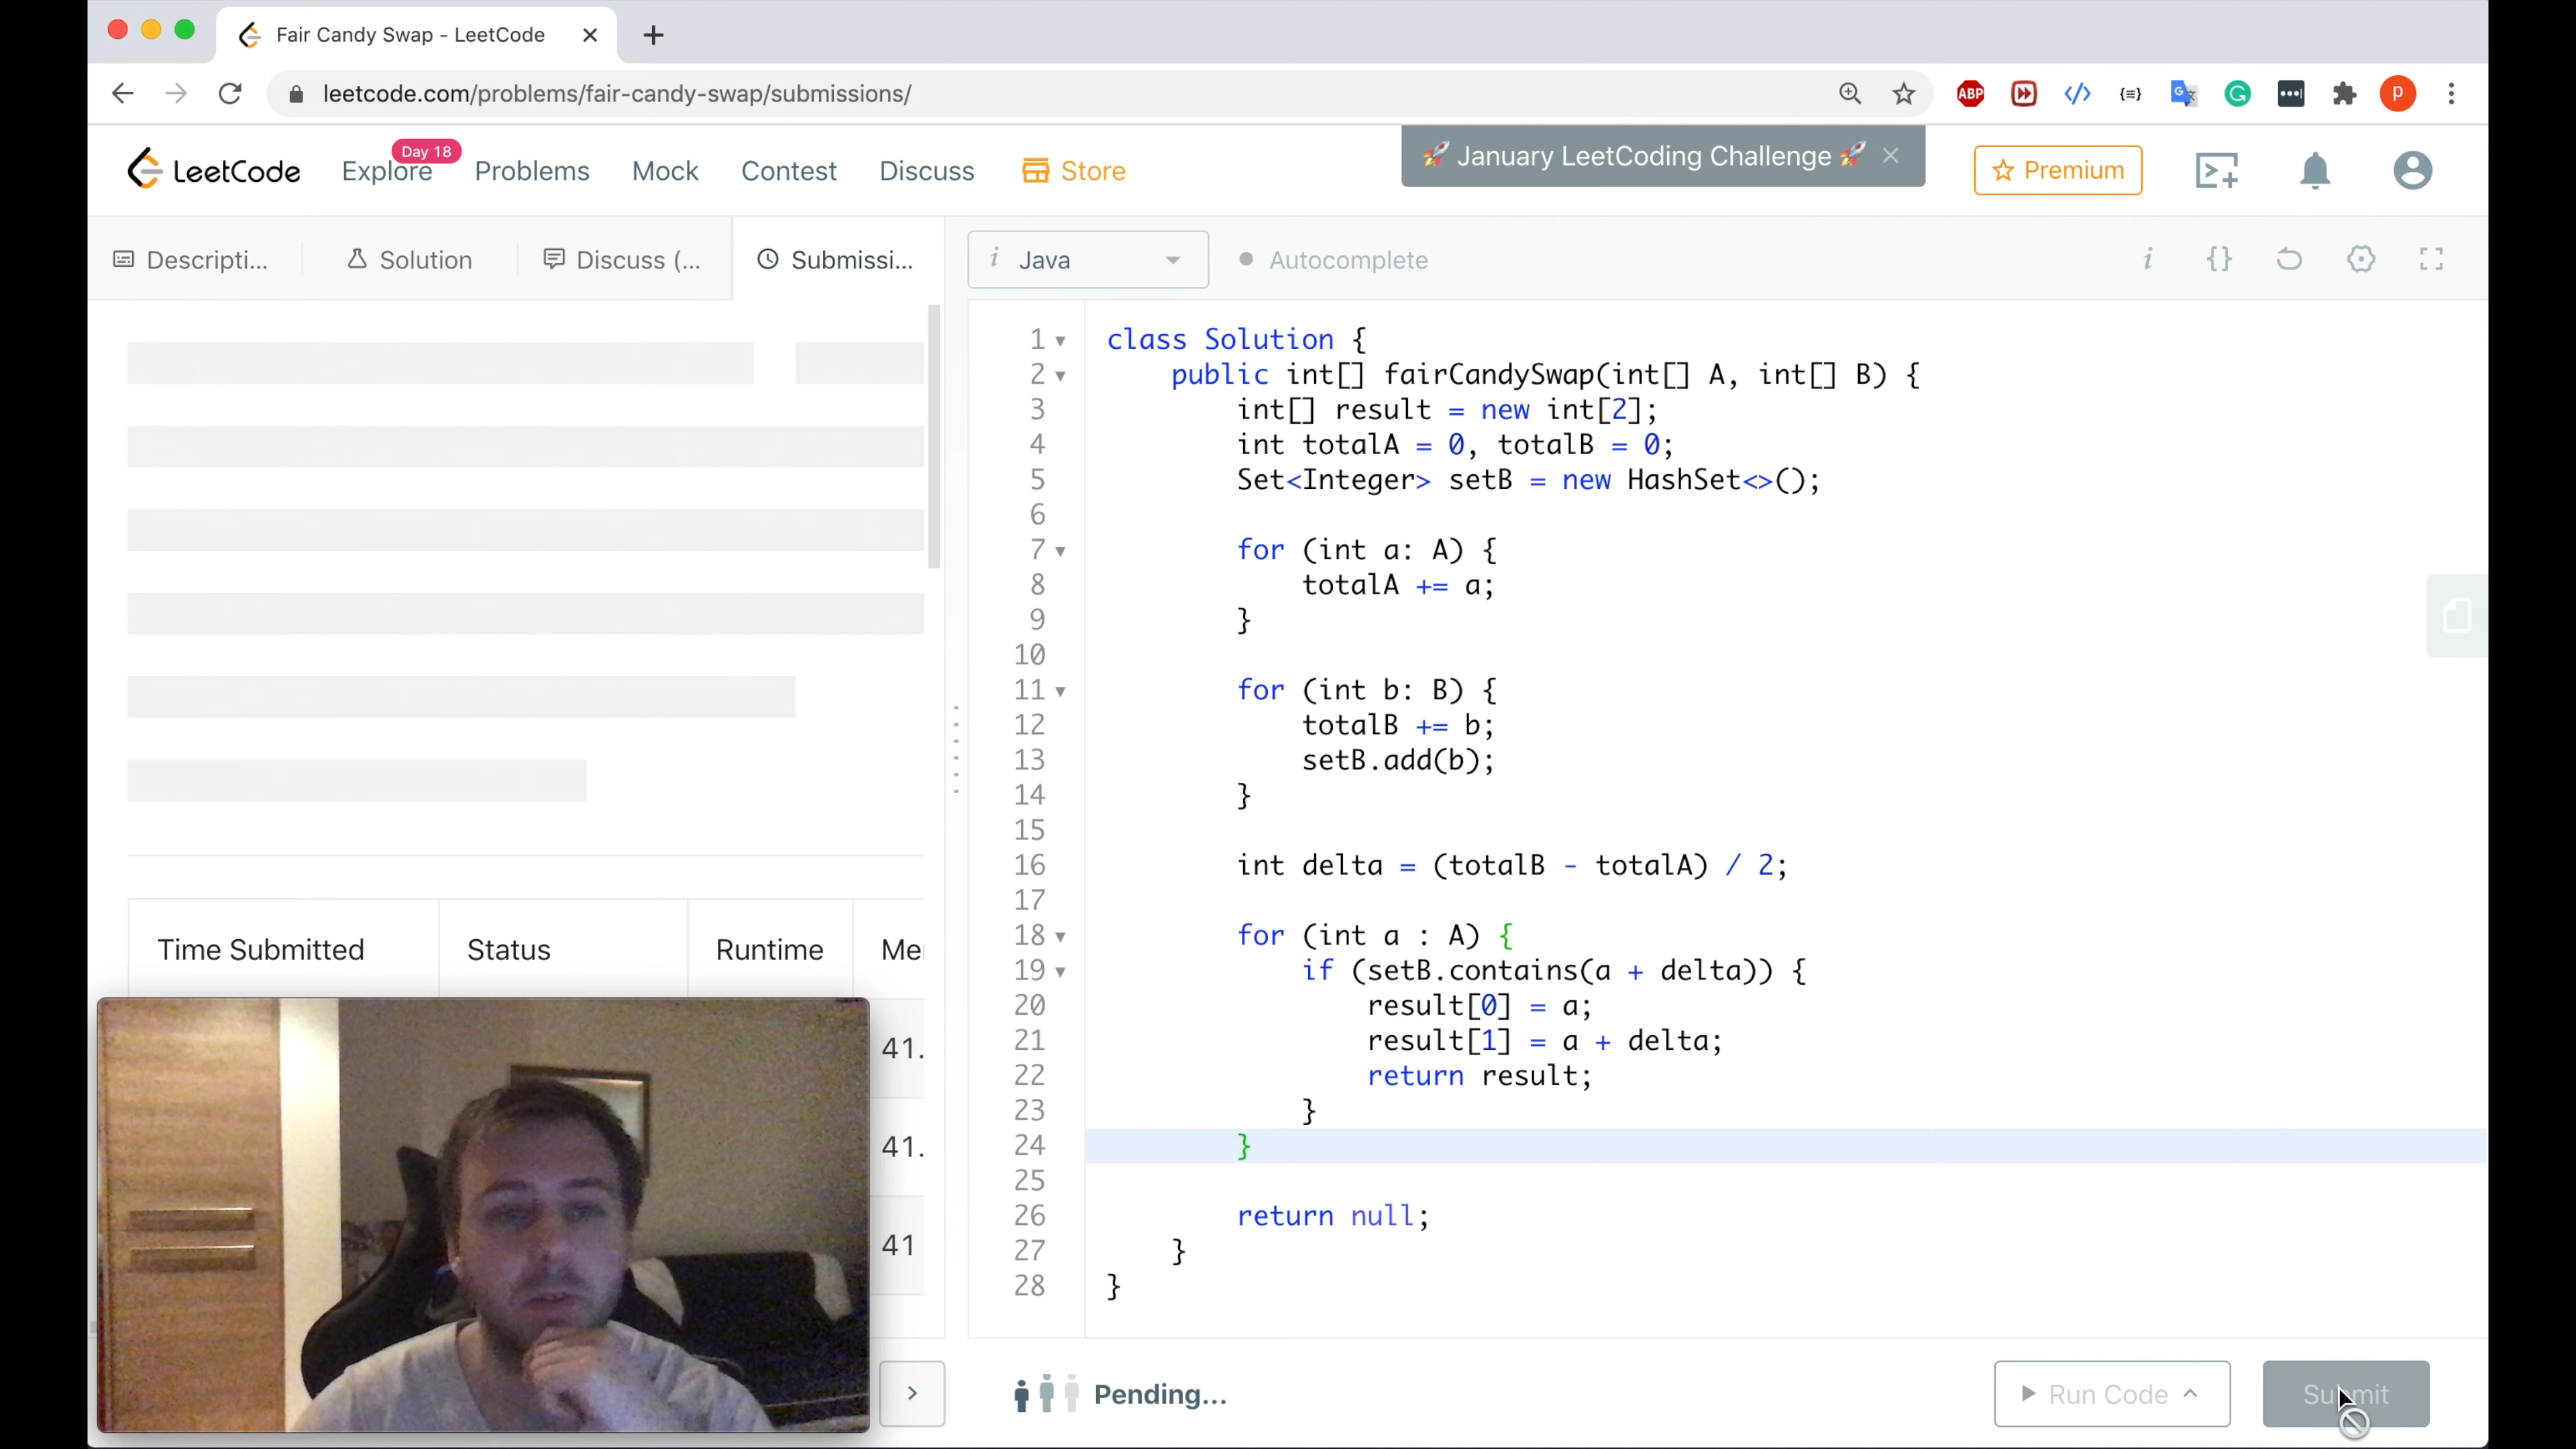 Fair Candy Swap - LeetCode
leetcode.com/problems/fair-candy-swap/submissions/
ABP
P
LeetCode
Explore
Day 18
Problems
Mock
Contest
Discuss
Store
🚀 January LeetCoding Challenge 🚀
Premium
Descripti...
Solution
Discuss (...
Submissi...
i Java
Autocomplete
i
{}
1 class Solution {
2 public int[] fairCandySwap(int[] A, int[] B) {
3 int[] result = new int[2];
4 int totalA = 0, totalB = 0;
5 Set<Integer> setB = new HashSet<>();
6
7 for (int a: A) {
8 totalA += a;
9 }
10
11 for (int b: B) {
12 totalB += b;
13 setB.add(b);
14 }
15
16 int delta = (totalB - totalA) / 2;
17
18 for (int a : A) {
19 if (setB.contains(a + delta)) {
20 result[0] = a;
21 result[1] = a + delta;
22 return result;
23 }
24 }
25
26 return null;
27 }
28 }
Time Submitted
Status
Runtime
41.
41.
41
Pending...
Run Code
Submit